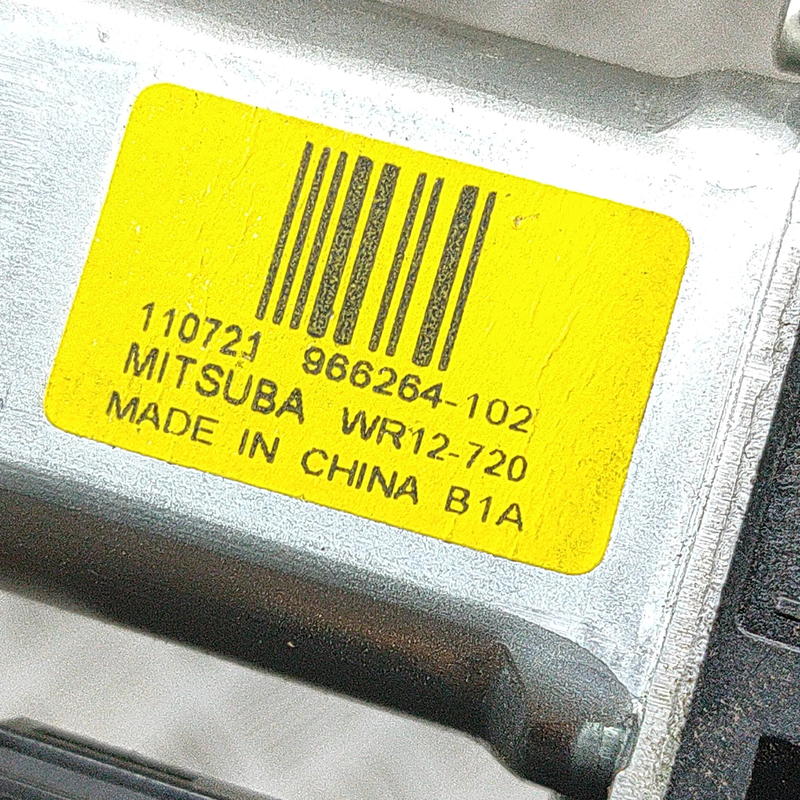 110721 966264-102
MITSUBA WR12-720
MADE IN CHINA B1A